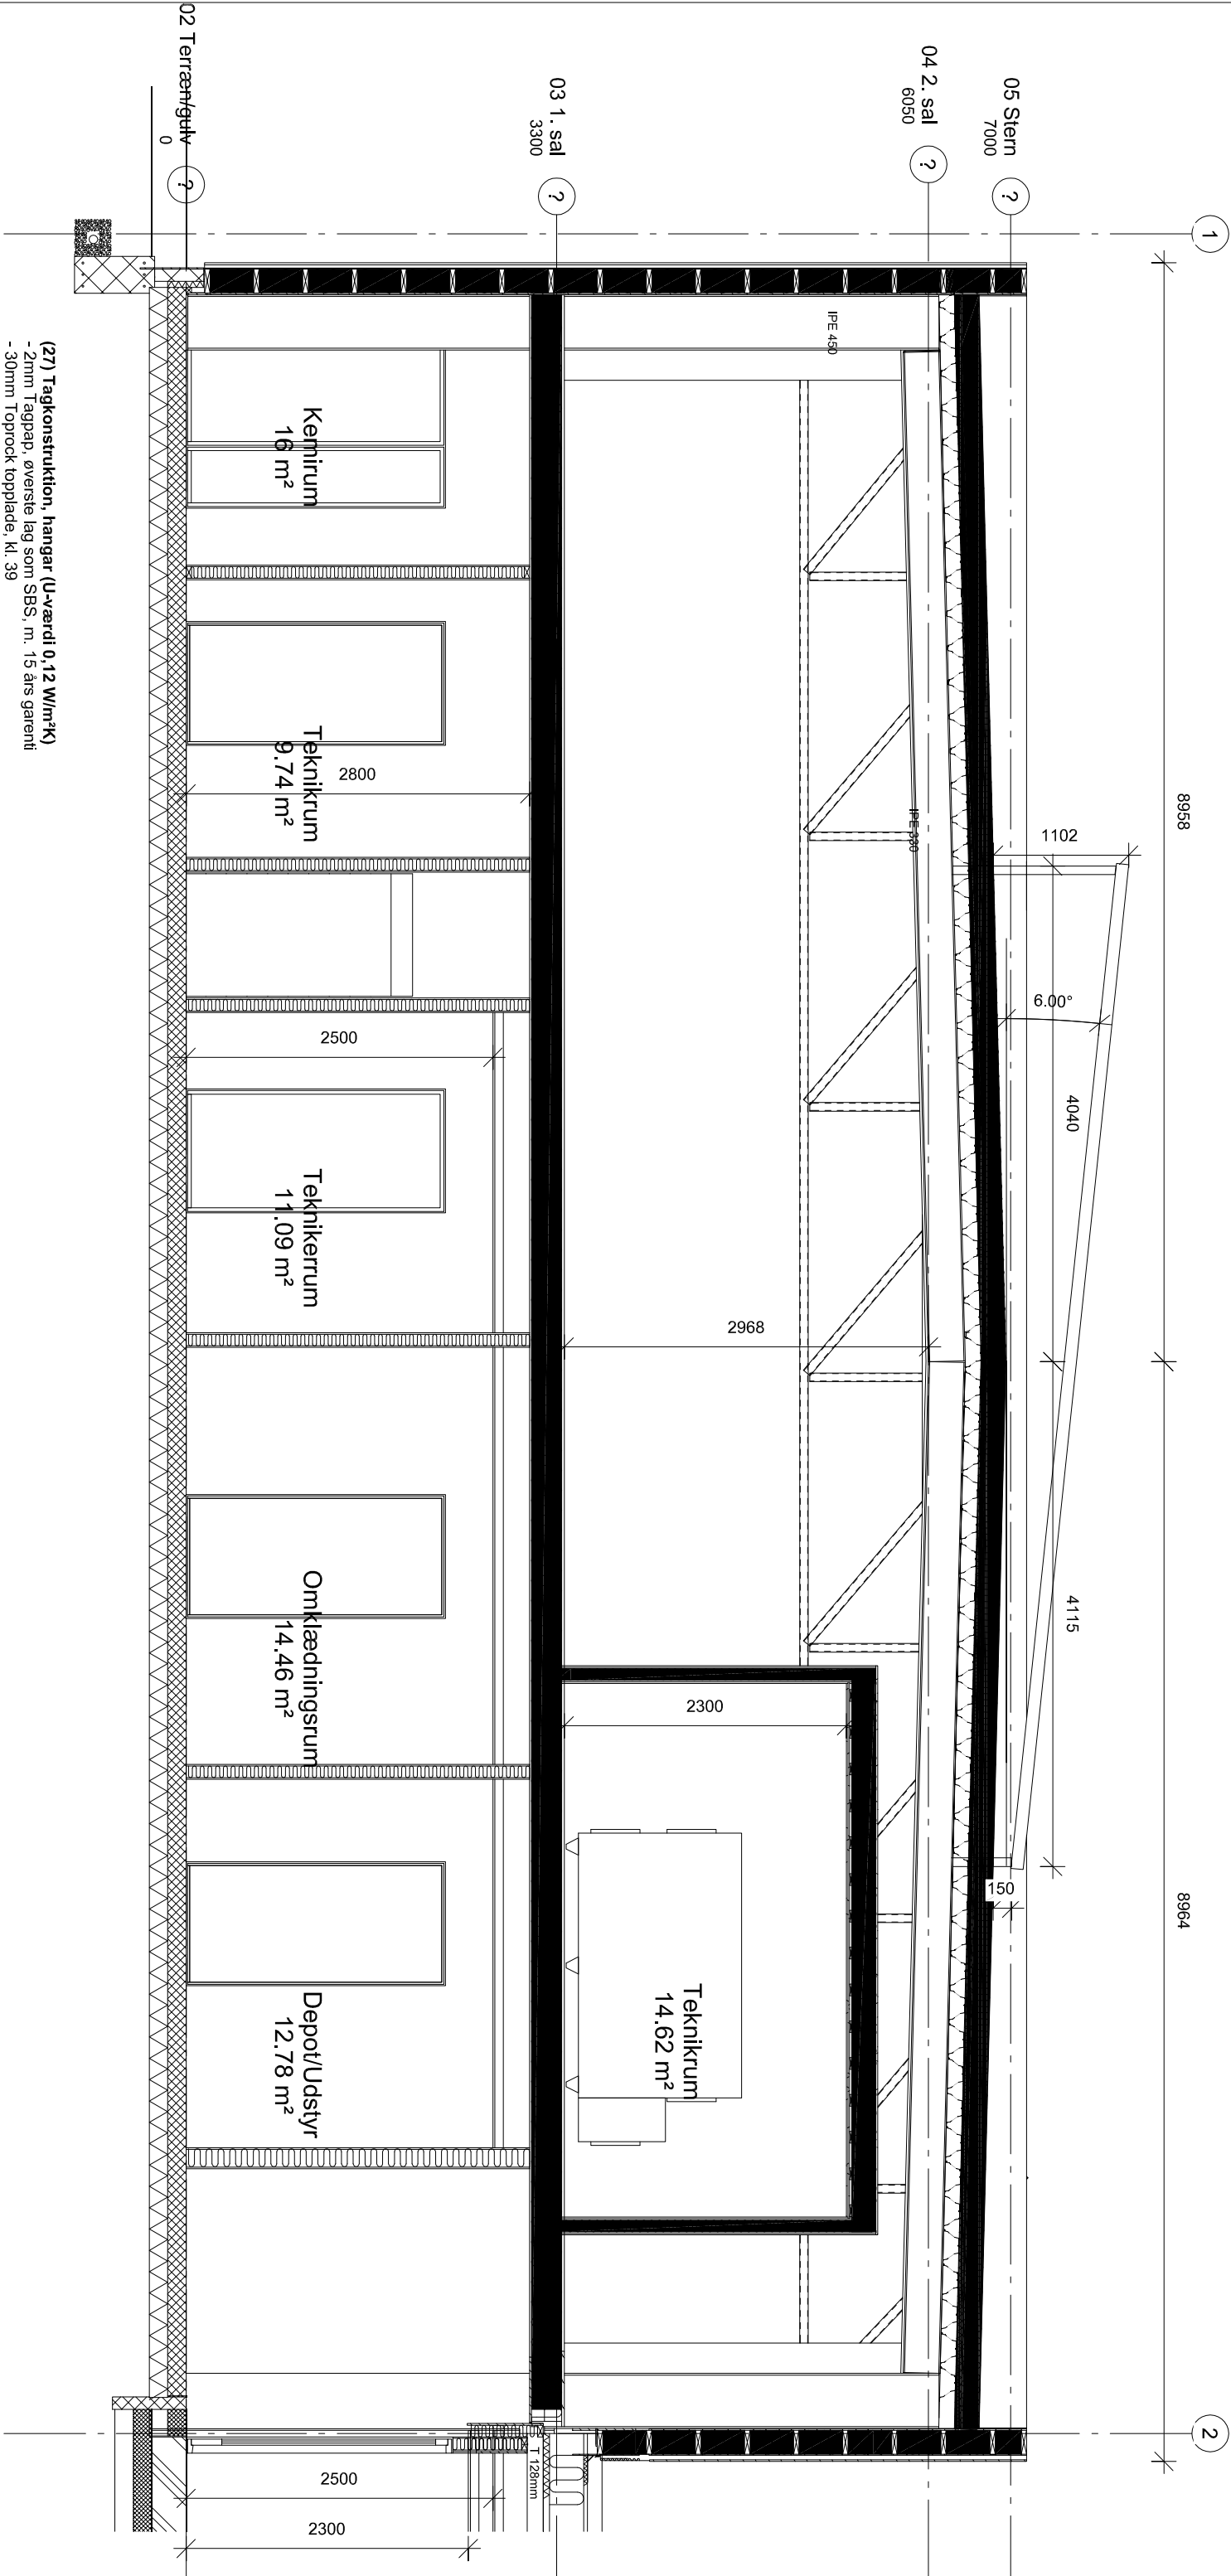 1
2
8958
8964
1102
6.00°
4040
4115
150
05 Stern
7000
?
04 2. sal
6050
?
03 1. sal
3300
?
02 Terræn/gulv
0
?
IPE 450
IPE 330
2968
2300
Teknikrum
14.62 m²
Kemirum
16 m²
Teknikrum
9.74 m²
2800
2500
Teknikerrum
11.09 m²
Omklædningsrum
14.46 m²
Depot/Udstyr
12.78 m²
T 128mm
2500
2300
(27) Tagkonstruktion, hangar (U-værdi 0,12 W/m²K)
- 2mm Tagpap, øverste lag som SBS, m. 15 års garenti
- 30mm Toprock topplade, kl. 39